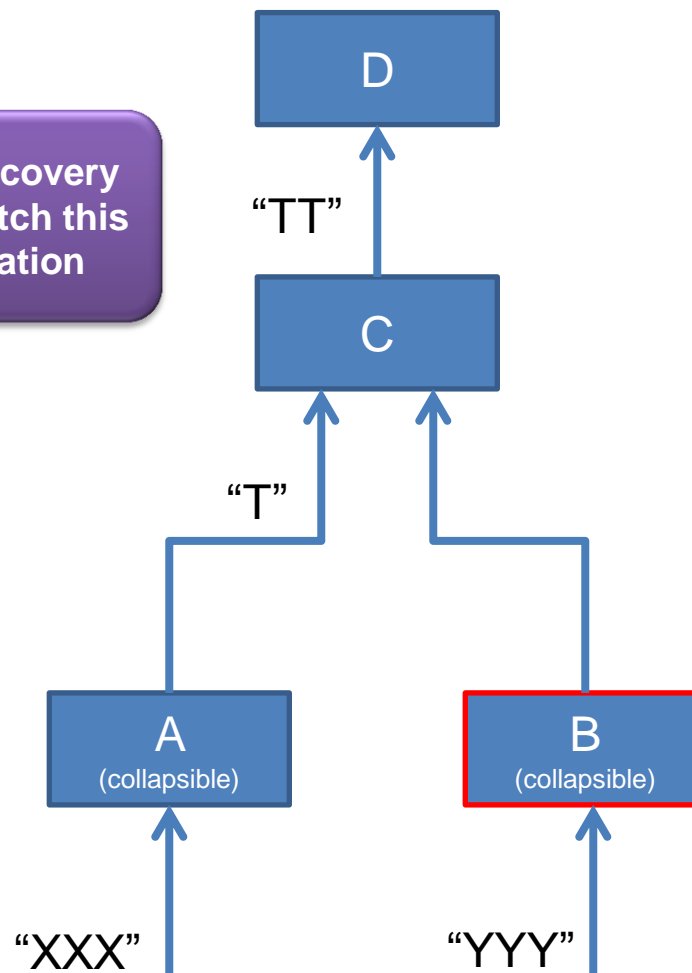 D
covery
tch this
ation
“TT”
C
“T”
A
(collapsible)
B
(collapsible)
“XXX”
“YYY”